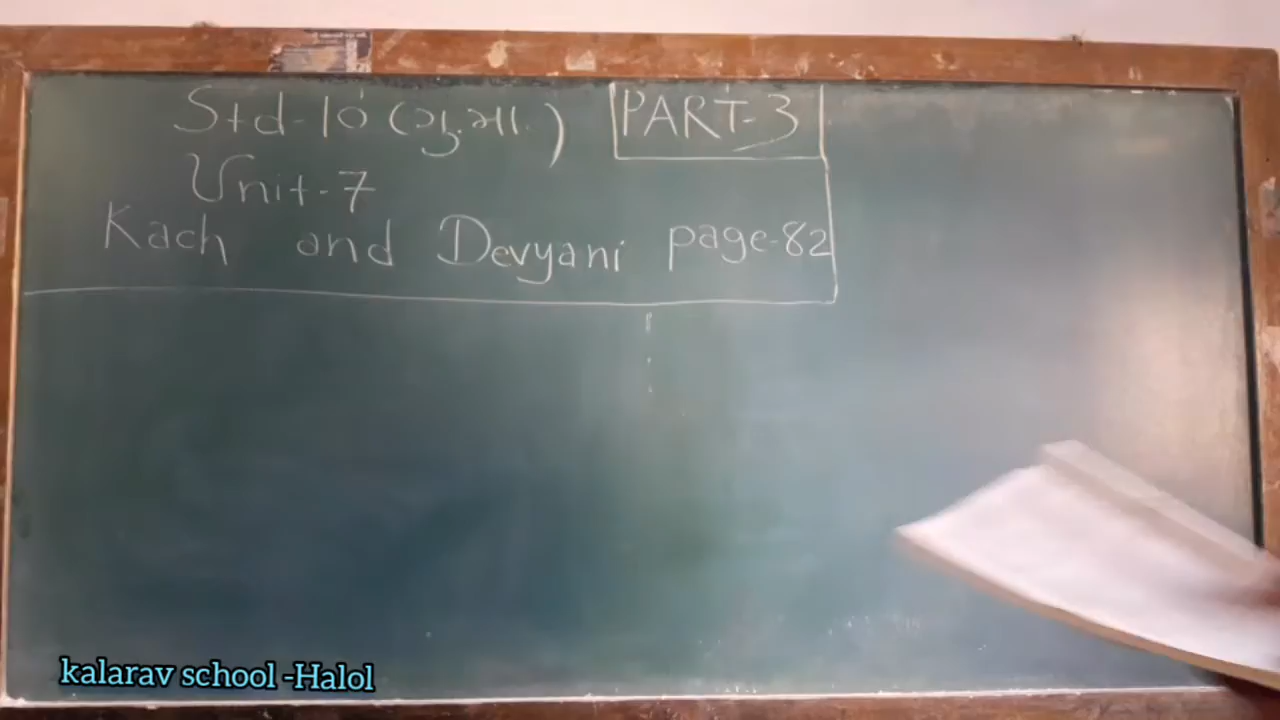 Std-10 (ગુ.મા.) PART-3
Unit-7
Kach and Devyani page-82
kalarav school -Halol